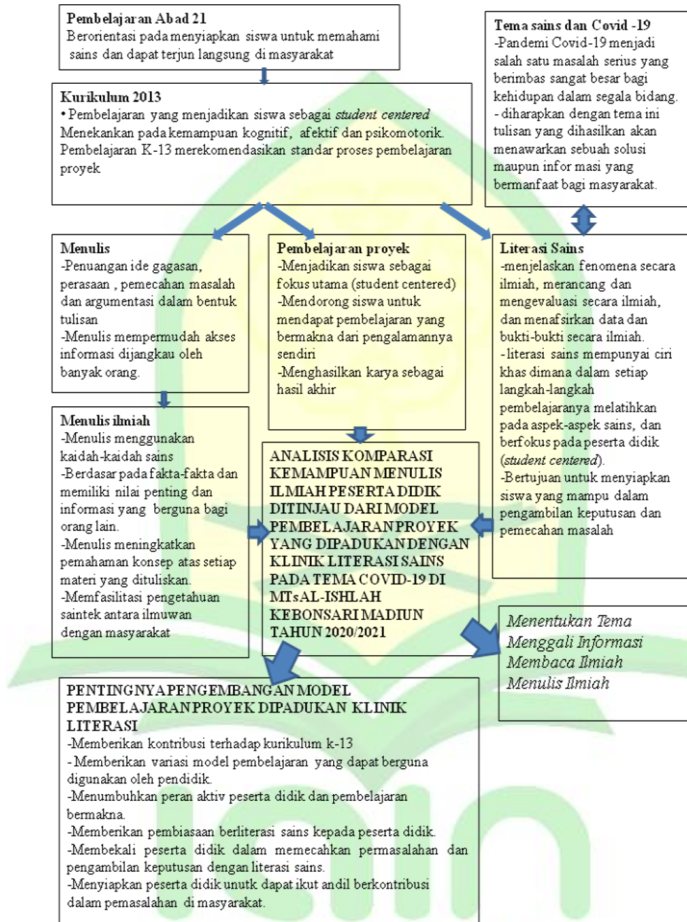 Pembelajaran Abad 21
Berorientasi pada menyiapkan siswa untuk memahami
sains dan dapat terjun langsung di masyarakat
Tema sains dan Covid -19
-Pandemi Covid-19 menjadi
salah satu masalah serius yang
berimbas sangat besar bagi
kehidupan dalam segala bidang.
- diharapkan dengan tema ini
tulisan yang dihasilkan akan
menawarkan sebuah solusi
maupun infor masi yang
bermanfaat bagi masyarakat.
Kurikulum 2013
• Pembelajaran yang menjadikan siswa sebagai student centered
Menekankan pada kemampuan kognitif, afektif dan psikomotorik.
Pembelajaran K-13 merekomendasikan standar proses pembelajaran
proyek
Menulis
-Penuangan ide gagasan,
perasaan , pemecahan masalah
dan argumentasi dalam bentuk
tulisan
-Menulis mempermudah akses
informasi dijangkau oleh
banyak orang.
Pembelajaran proyek
-Menjadikan siswa sebagai
fokus utama (student centered)
-Mendorong siswa untuk
mendapat pembelajaran yang
bermakna dari pengalamannya
sendiri
-Menghasilkan karya sebagai
hasil akhir
Literasi Sains
-menjelaskan fenomena secara
ilmiah, merancang dan
mengevaluasi secara ilmiah,
dan menafsirkan data dan
bukti-bukti secara ilmiah.
-literasi sains mempunyai ciri
khas dimana dalam setiap
langkah-langkah
pembelajaranya melatihkan
pada aspek-aspek sains, dan
berfokus pada peserta didik
(student centered).
-Bertujuan untuk menyiapkan
siswa yang mampu dalam
pengambilan keputusan dan
pemecahan masalah
Menulis ilmiah
-Menulis menggunakan
kaidah-kaidah sains
-Berdasar pada fakta-fakta dan
memiliki nilai penting dan
informasi yang berguna bagi
orang lain.
-Menulis meningkatkan
pemahaman konsep atas setiap
materi yang dituliskan.
-Memfasilitasi pengetahuan
saintek antara ilmuwan
dengan masyarakat
ANALISIS KOMPARASI
KEMAMPUAN MENULIS
ILMIAH PESERTA DIDIK
DITINJAU DARI MODEL
PEMBELAJARAN PROYEK
YANG DIPADUKAN DENGAN
KLINIK LITERASI SAINS
PADA TEMA COVID-19 DI
MTsAL-ISHLAH
KEBONSARI MADIUN
TAHUN 2020/2021
Menentukan Tema
Menggali Informasi
Membaca Ilmiah
Menulis Ilmiah
PENTINGNYA PENGEMBANGAN MODEL
PEMBELAJARAN PROYEK DIPADUKAN KLINIK
LITERASI
-Memberikan kontribusi terhadap kurikulum k-13
- Memberikan variasi model pembelajaran yang dapat berguna
digunakan oleh pendidik.
-Menumbuhkan peran aktif peserta didik dan pembelajaran
bermakna.
-Memberikan pembiasaan berliterasi sains kepada peserta didik.
-Membekali peserta didik dalam memecahkan permasalahan dan
pengambilan keputusan dengan literasi sains.
-Menyiapkan peserta didik unutk dapat ikut andil berkontribusi
dalam pemasalahan di masyarakat.
iain